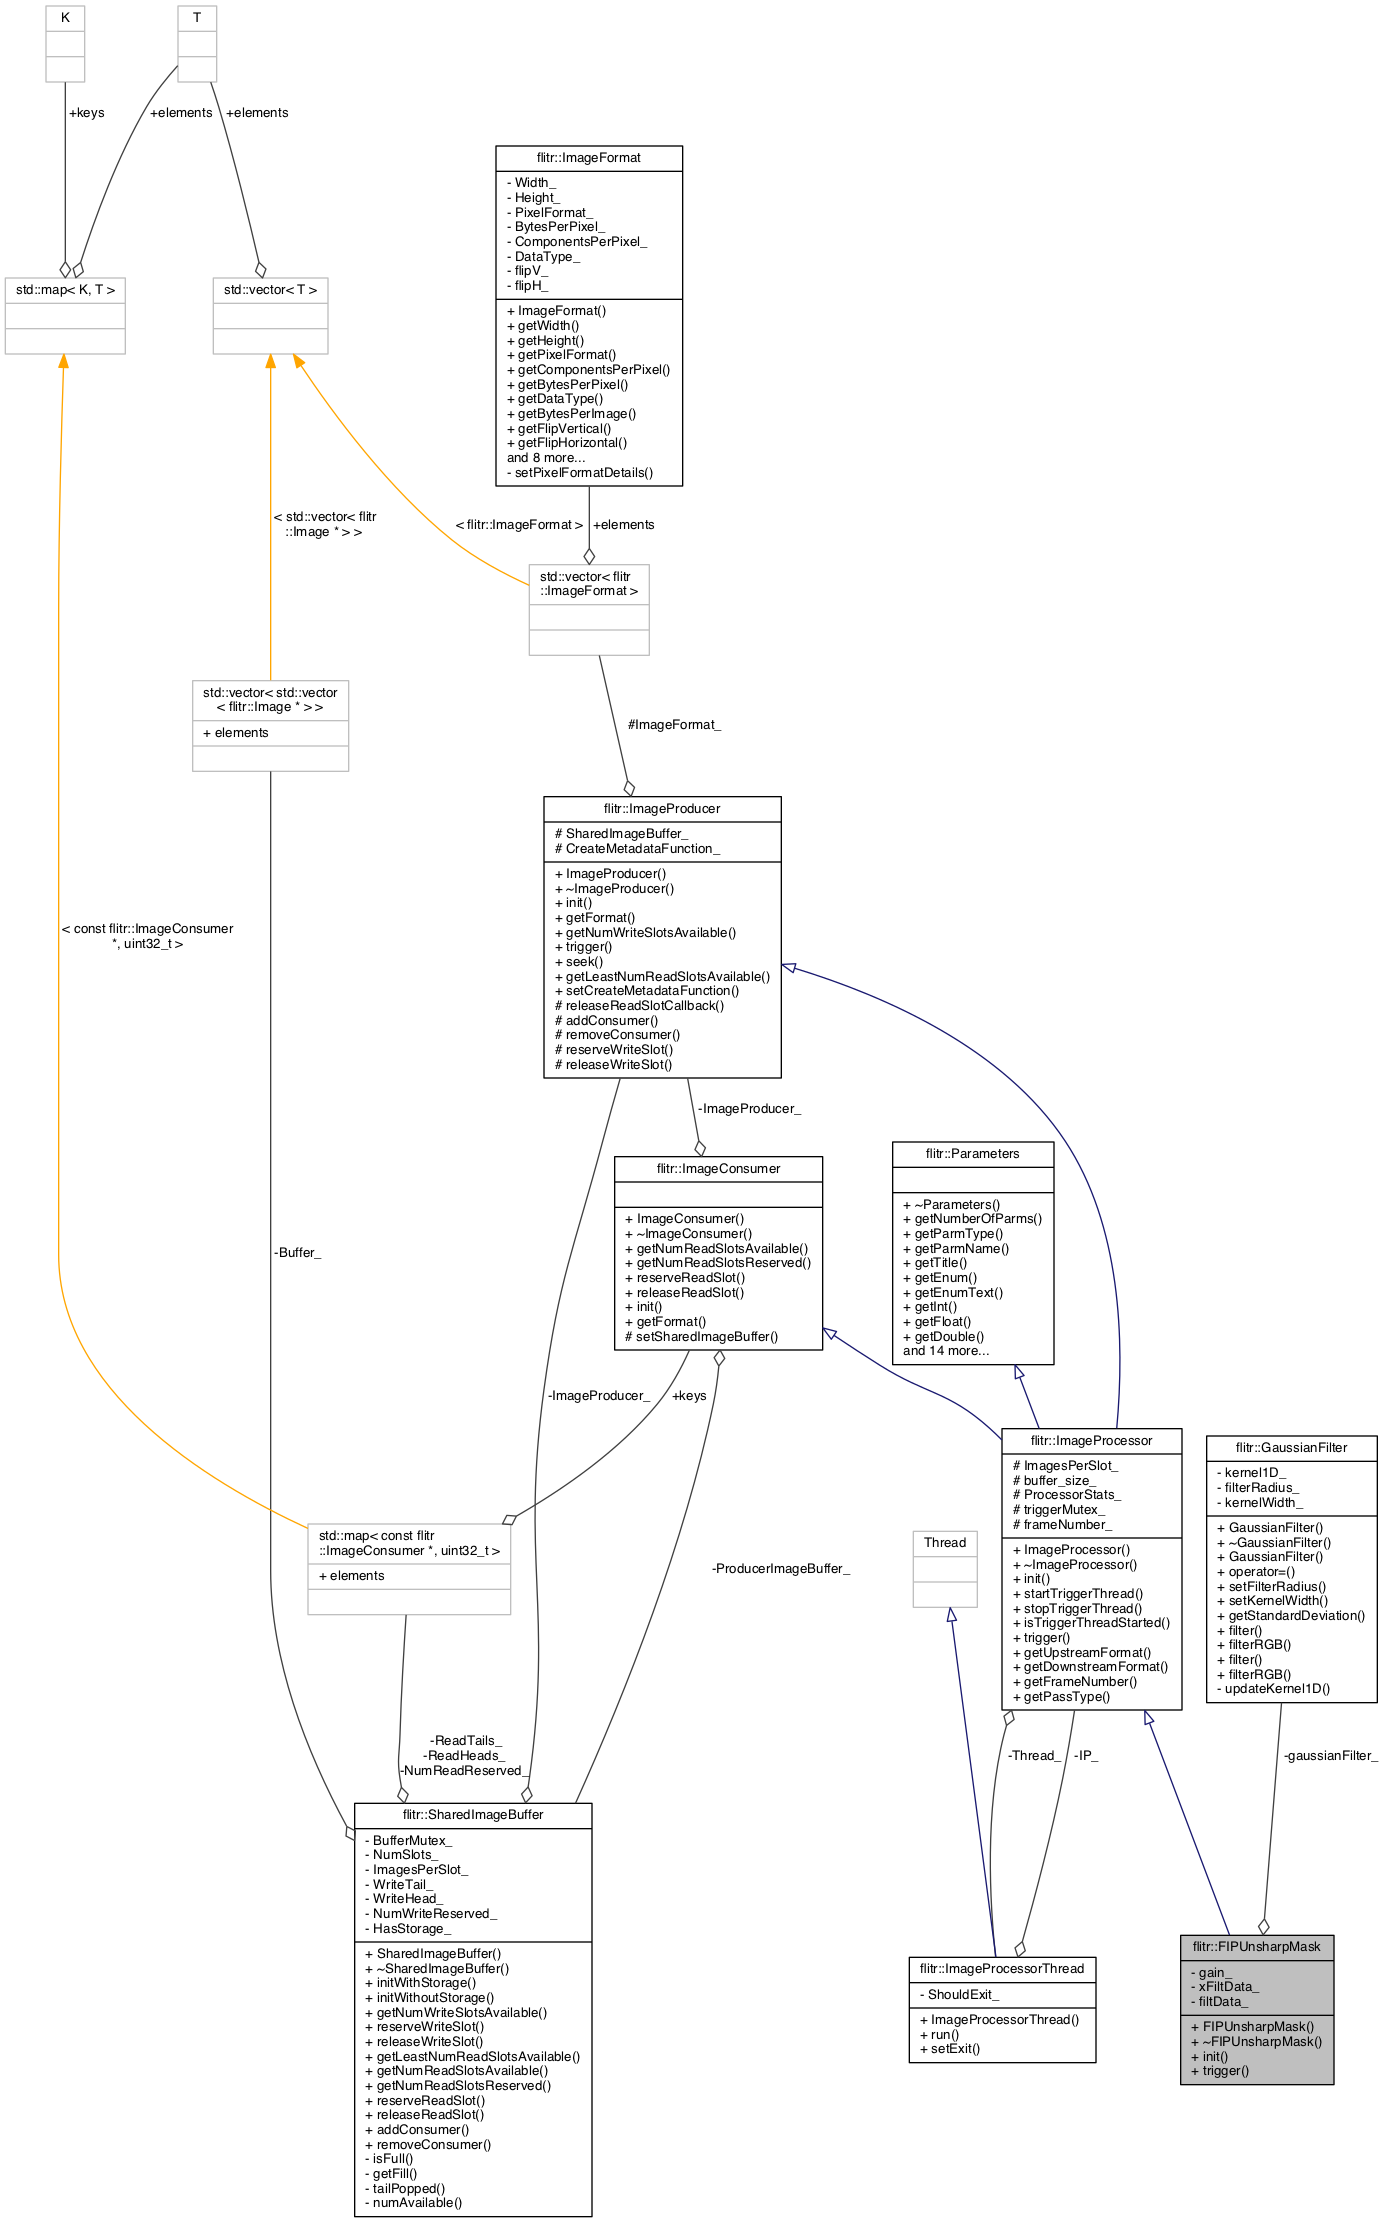 K
T
+keys
+elements
+elements
std::map< K, T >
std::vector< T >
flitr::ImageFormat
- Width_
- Height_
- PixelFormat_
- BytesPerPixel_
- ComponentsPerPixel_
- DataType_
- flipV_
- flipH_
+ ImageFormat()
+ getWidth()
+ getHeight()
+ getPixelFormat()
+ getComponentsPerPixel()
+ getBytesPerPixel()
+ getDataType()
+ getBytesPerImage()
+ getFlipVertical()
+ getFlipHorizontal()
and 8 more...
- setPixelFormatDetails()
< std::vector< flitr
::Image * > >
< flitr::ImageFormat >
+elements
std::vector< flitr
::ImageFormat >
std::vector< std::vector
< flitr::Image * > >
+ elements
#ImageFormat_
flitr::ImageProducer
# SharedImageBuffer_
# CreateMetadataFunction_
+ ImageProducer()
+ ~ImageProducer()
+ init()
+ getFormat()
+ getNumWriteSlotsAvailable()
+ trigger()
+ seek()
+ getLeastNumReadSlotsAvailable()
+ setCreateMetadataFunction()
# releaseReadSlotCallback()
# addConsumer()
# removeConsumer()
# reserveWriteSlot()
# releaseWriteSlot()
< const flitr::ImageConsumer
*, uint32_t >
-ImageProducer_
flitr::ImageConsumer
+ ImageConsumer()
+ ~ImageConsumer()
+ getNumReadSlotsAvailable()
+ getNumReadSlotsReserved()
+ reserveReadSlot()
+ releaseReadSlot()
+ init()
+ getFormat()
# setSharedImageBuffer()
flitr::Parameters
+ ~Parameters()
+ getNumberOfParms()
+ getParmType()
+ getParmName()
+ getTitle()
+ getEnum()
+ getEnumText()
+ getInt()
+ getFloat()
+ getDouble()
and 14 more...
-Buffer_
-ImageProducer_
+keys
flitr::ImageProcessor
# ImagesPerSlot_
# buffer_size_
# ProcessorStats_
# triggerMutex_
# frameNumber_
+ ImageProcessor()
+ ~ImageProcessor()
+ init()
+ startTriggerThread()
+ stopTriggerThread()
+ isTriggerThreadStarted()
+ trigger()
+ getUpstreamFormat()
+ getDownstreamFormat()
+ getFrameNumber()
+ getPassType()
flitr::GaussianFilter
- kernel1D_
- filterRadius_
- kernelWidth_
+ GaussianFilter()
+ ~GaussianFilter()
+ GaussianFilter()
+ operator=()
+ setFilterRadius()
+ setKernelWidth()
+ getStandardDeviation()
+ filter()
+ filterRGB()
+ filter()
+ filterRGB()
- updateKernel1D()
std::map< const flitr
::ImageConsumer *, uint32_t >
+ elements
Thread
-ProducerImageBuffer_
-ReadTails_
-ReadHeads_
-NumReadReserved_
-Thread_
-IP_
-gaussianFilter_
flitr::SharedImageBuffer
- BufferMutex_
- NumSlots_
- ImagesPerSlot_
- WriteTail_
- WriteHead_
- NumWriteReserved_
- HasStorage_
+ SharedImageBuffer()
+ ~SharedImageBuffer()
+ initWithStorage()
+ initWithoutStorage()
+ getNumWriteSlotsAvailable()
+ reserveWriteSlot()
+ releaseWriteSlot()
+ getLeastNumReadSlotsAvailable()
+ getNumReadSlotsAvailable()
+ getNumReadSlotsReserved()
+ reserveReadSlot()
+ releaseReadSlot()
+ addConsumer()
+ removeConsumer()
- isFull()
- getFill()
- tailPopped()
- numAvailable()
flitr::ImageProcessorThread
- ShouldExit_
+ ImageProcessorThread()
+ run()
+ setExit()
flitr::FIPUnsharpMask
- gain_
- xFiltData_
- filtData_
+ FIPUnsharpMask()
+ ~FIPUnsharpMask()
+ init()
+ trigger()